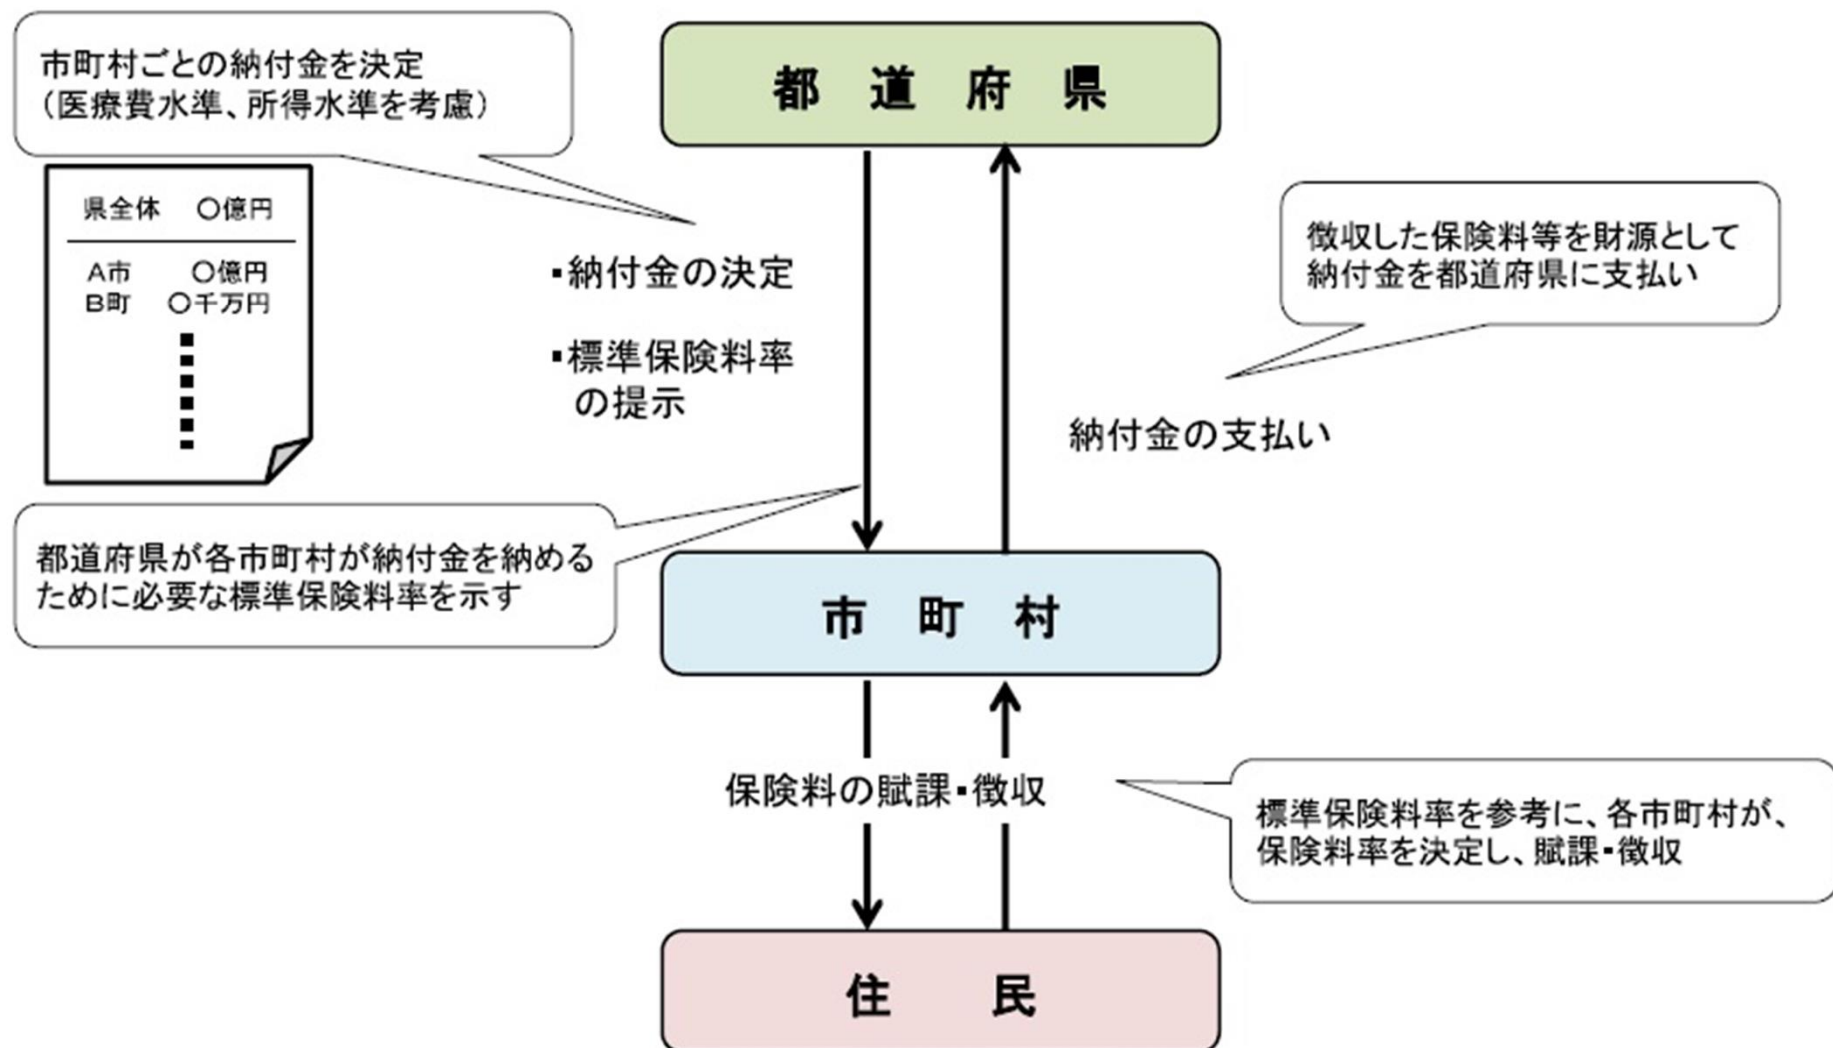 市町村ごとの納付金を決定
（医療費水準、所得水準を考慮）
都道府県
県全体　〇億円
A市　〇億円
B町　〇千万円
・納付金の決定
・標準保険料率
の提示
徴収した保険料等を財源として
納付金を都道府県に支払い
納付金の支払い
都道府県が各市町村が納付金を納める
ために必要な標準保険料率を示す
市町村
保険料の賦課・徴収
標準保険料率を参考に、各市町村が、
保険料率を決定し、賦課・徴収
住民